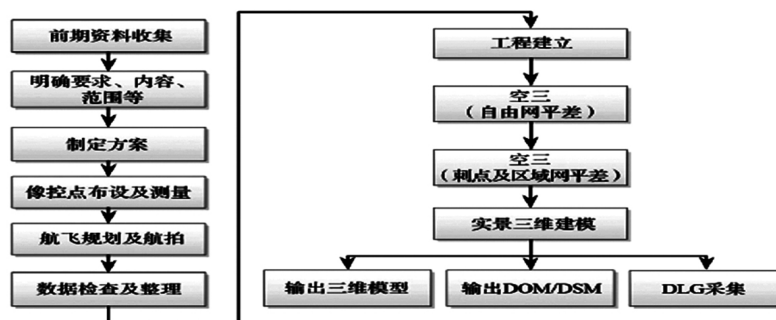 前期资料收集
明确要求、内容、
范围等
制定方案
像控点布设及测量
航飞规划及航拍
数据检查及整理
工程建立
空三
（自由网平差）
空三
（刺点及区域网平差）
实景三维建模
输出三维模型
输出DOM/DSM
DLG采集